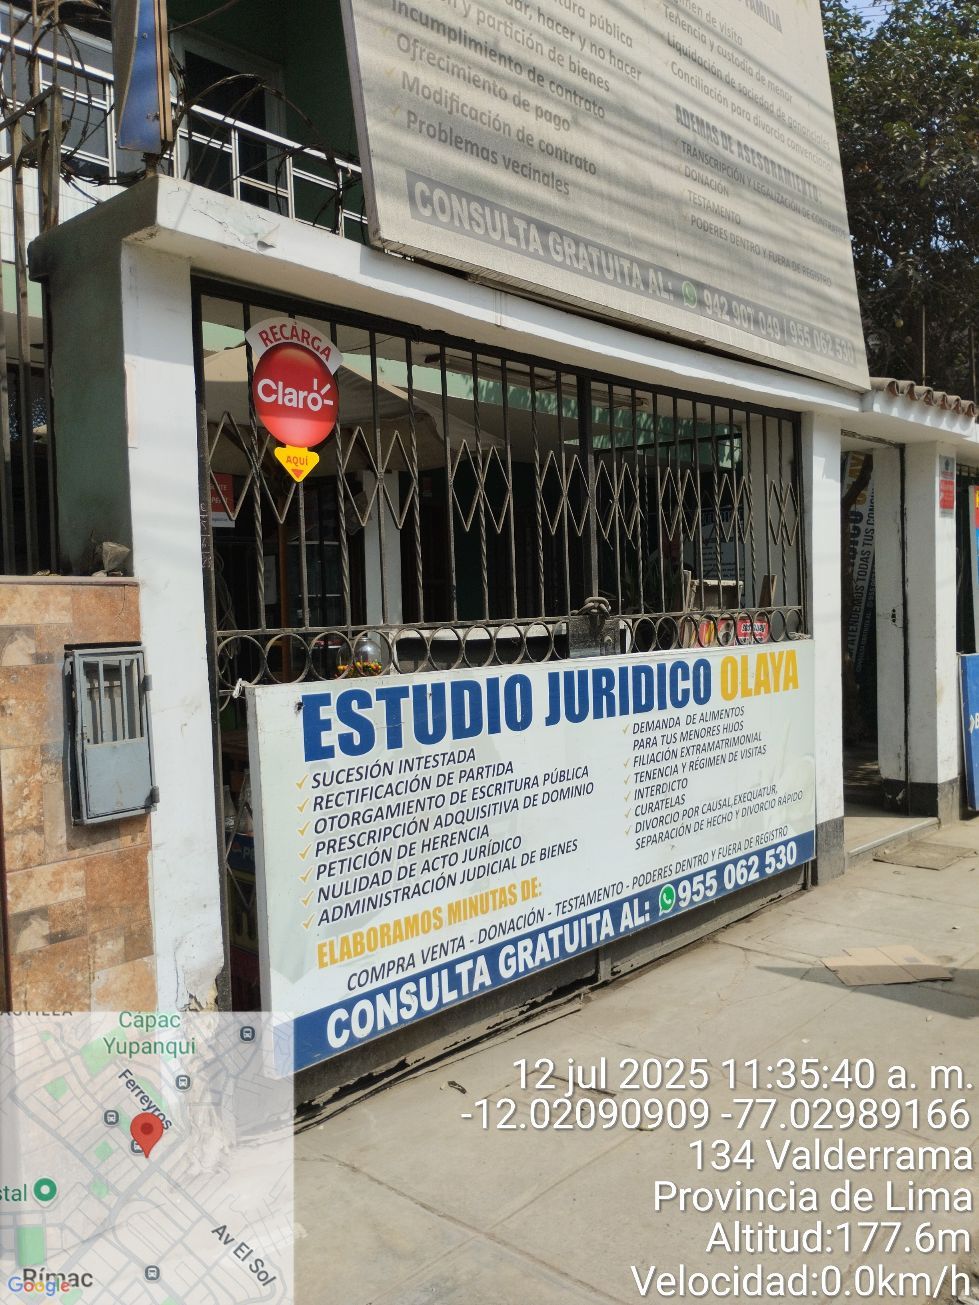 FAMILIA
escritura pública
dar, hacer y no hacer
y partición de bienes
Incumplimiento de contrato
Ofrecimiento de pago
Modificación de contrato
Problemas vecinales
de visita
Tenencia y custodia de menor
Liquidación de sociedad de gananciales
Conciliación para divorcio convencional
ADEMAS DE ASESORAMIENTO:
TRANSCRIPCIÓN Y LEGALIZACIÓN DE CONTRATOS
DONACIÓN
TESTAMENTO
PODERES DENTRO Y FUERA DE REGISTRO
CONSULTA GRATUITA AL: 942 907 049 | 955 062 530
RECARGA
Claro
AQUÍ
ESTUDIO JURIDICO OLAYA
SUCESIÓN INTESTADA
RECTIFICACIÓN DE PARTIDA
OTORGAMIENTO DE ESCRITURA PÚBLICA
PRESCRIPCIÓN ADQUISITIVA DE DOMINIO
PETICIÓN DE HERENCIA
NULIDAD DE ACTO JURÍDICO
ADMINISTRACIÓN JUDICIAL DE BIENES
DEMANDA DE ALIMENTOS
PARA TUS MENORES HIJOS
FILIACIÓN EXTRAMATRIMONIAL
TENENCIA Y RÉGIMEN DE VISITAS
INTERDICTO
CURATELAS
DIVORCIO POR CAUSAL,EXEQUATUR,
SEPARACIÓN DE HECHO Y DIVORCIO RÁPIDO
ELABORAMOS MINUTAS DE:
COMPRA VENTA - DONACIÓN - TESTAMENTO - PODERES DENTRO Y FUERA DE REGISTRO
CONSULTA GRATUITA AL: 955 062 530
ATENDEMOS TODAS TUS
Cápac
Yupanqui
Ferreyros
Av El Sol
Rímac
Google
12 jul 2025 11:35:40 a. m.
-12.02090909 -77.02989166
134 Valderrama
Provincia de Lima
Altitud:177.6m
Velocidad:0.0km/h